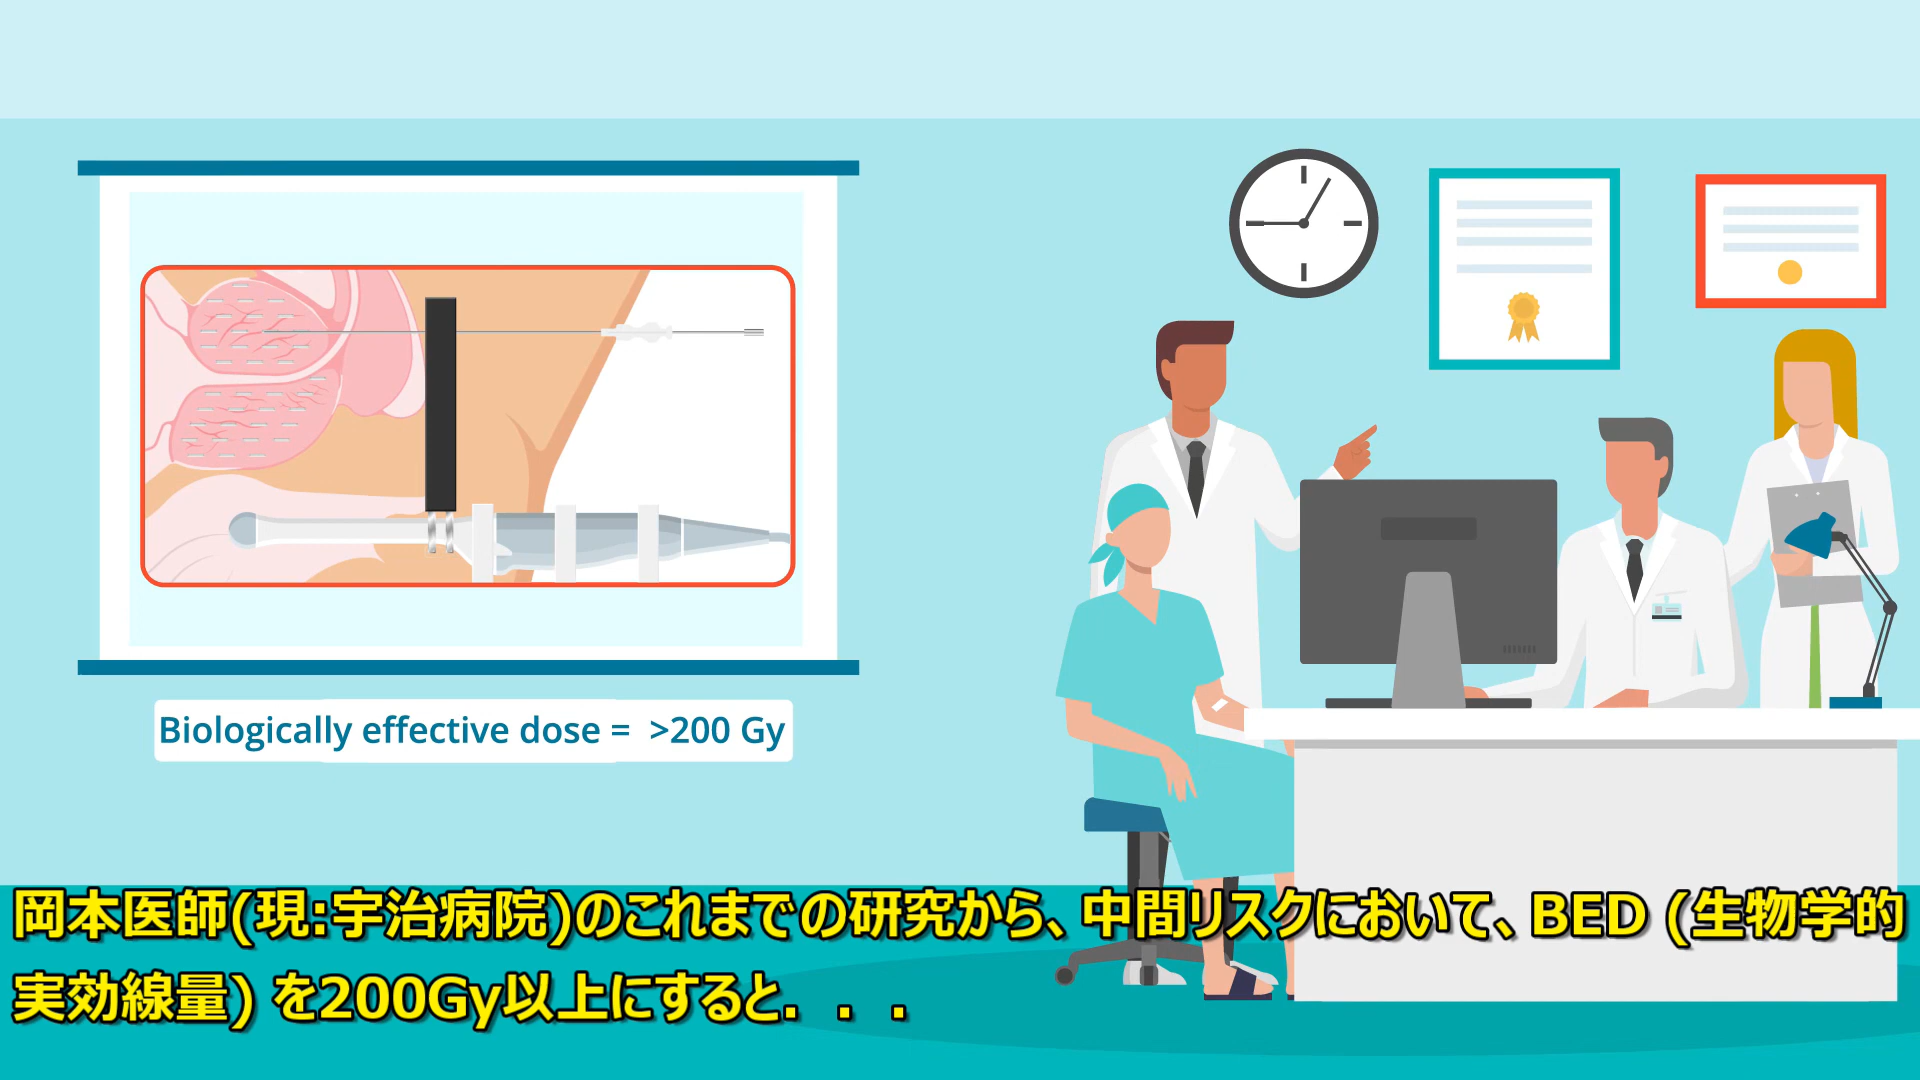 Biologically effective dose = >200 Gy
岡本医師(現:宇治病院)のこれまでの研究から、中間リスクにおいて、BED (生物学的
実効線量) を200Gy以上にすると．．．